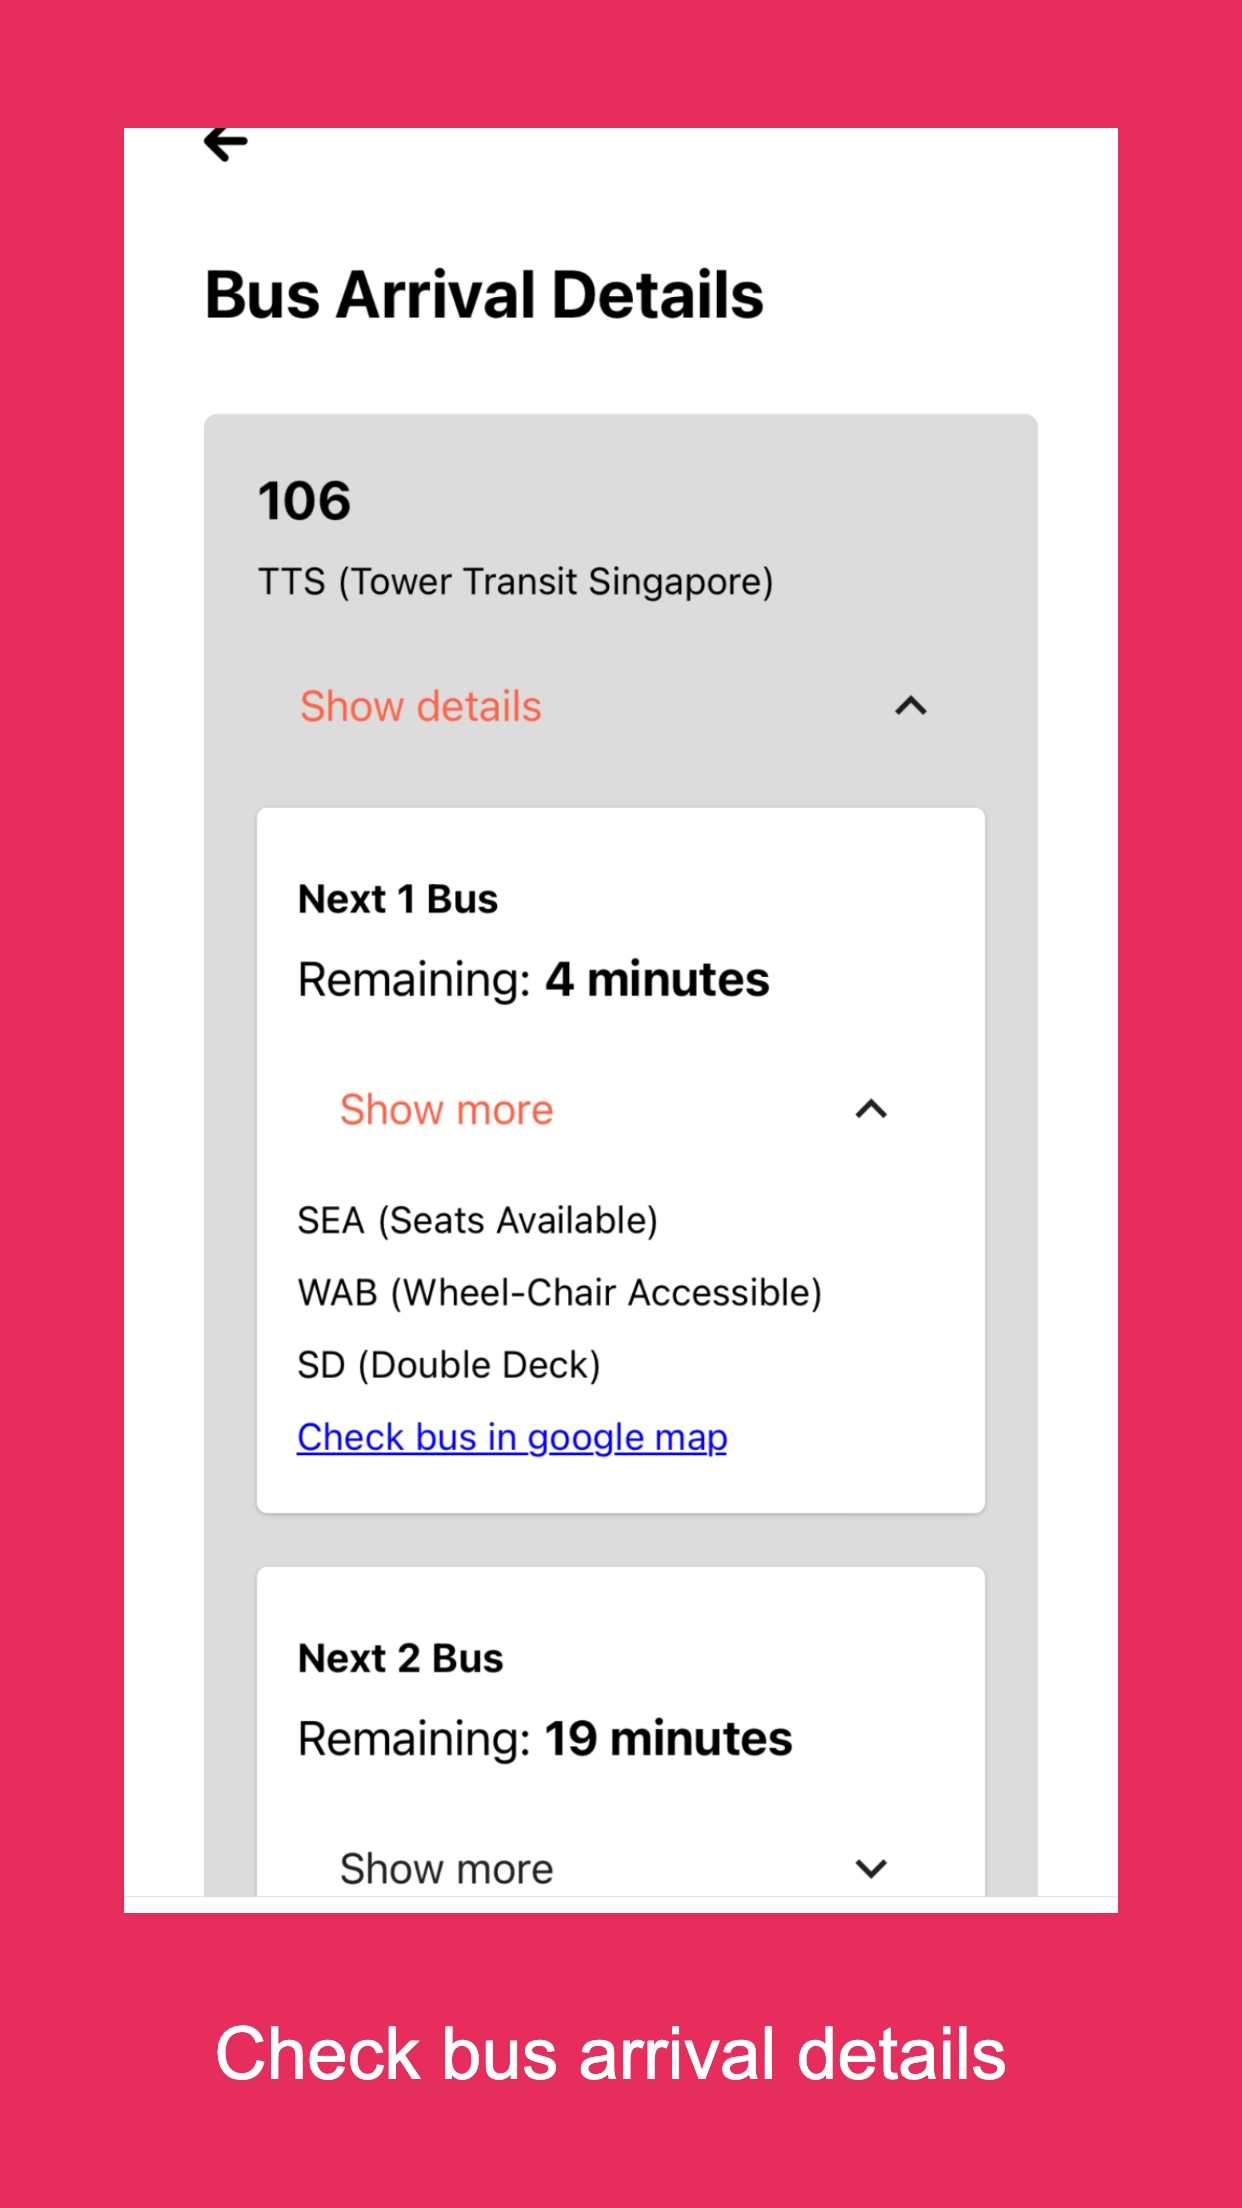 Bus Arrival Details
106
TTS (Tower Transit Singapore)
Show details
Next 1 Bus
Remaining: 4 minutes
Show more
SEA (Seats Available)
WAB (Wheel-Chair Accessible)
SD (Double Deck)
Check bus in google map
Next 2 Bus
Remaining: 19 minutes
Show more
Check bus arrival details